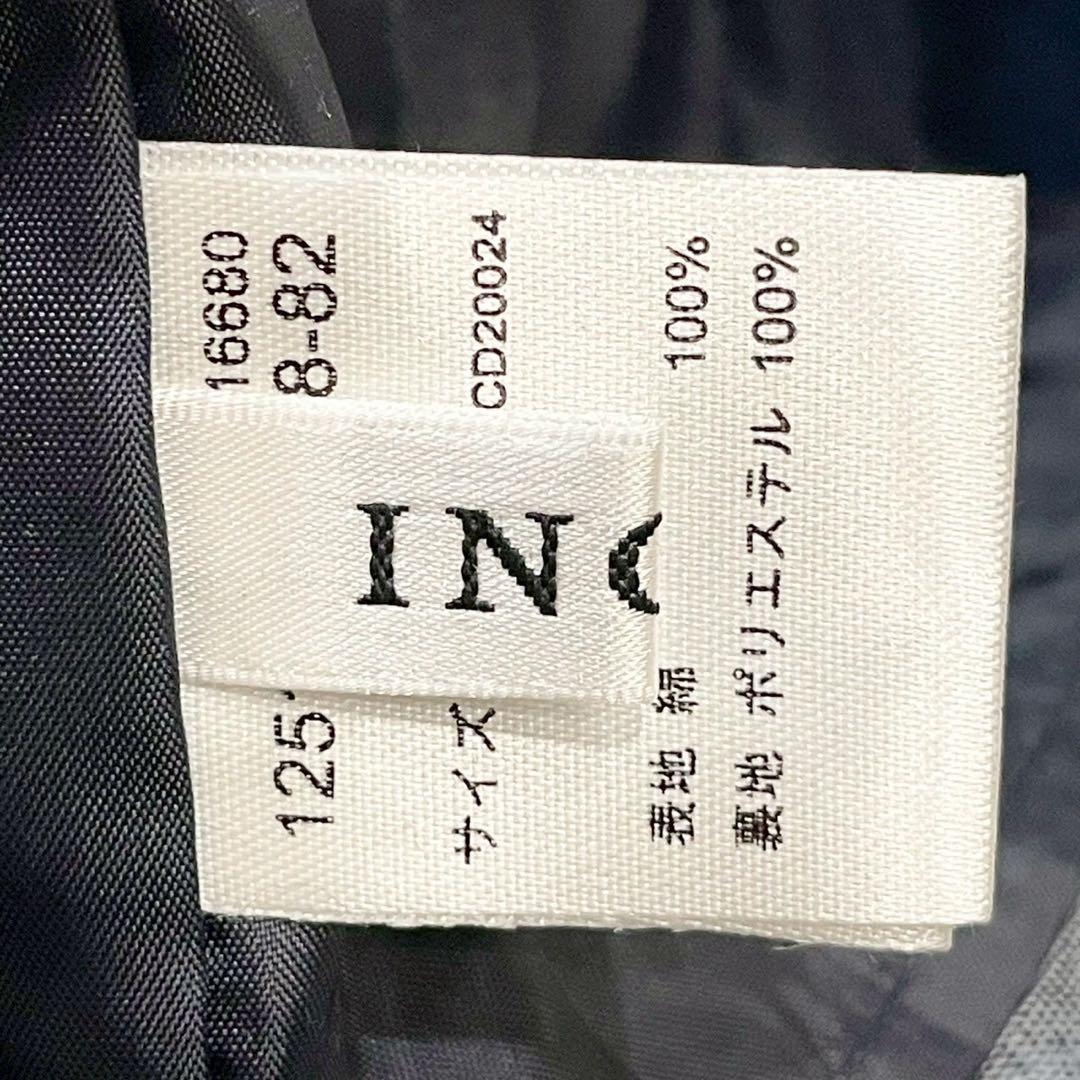 16680
125 8-82
サイズ CD20024
表地 綿 100%
裏地 ポリエステル 100%
IN